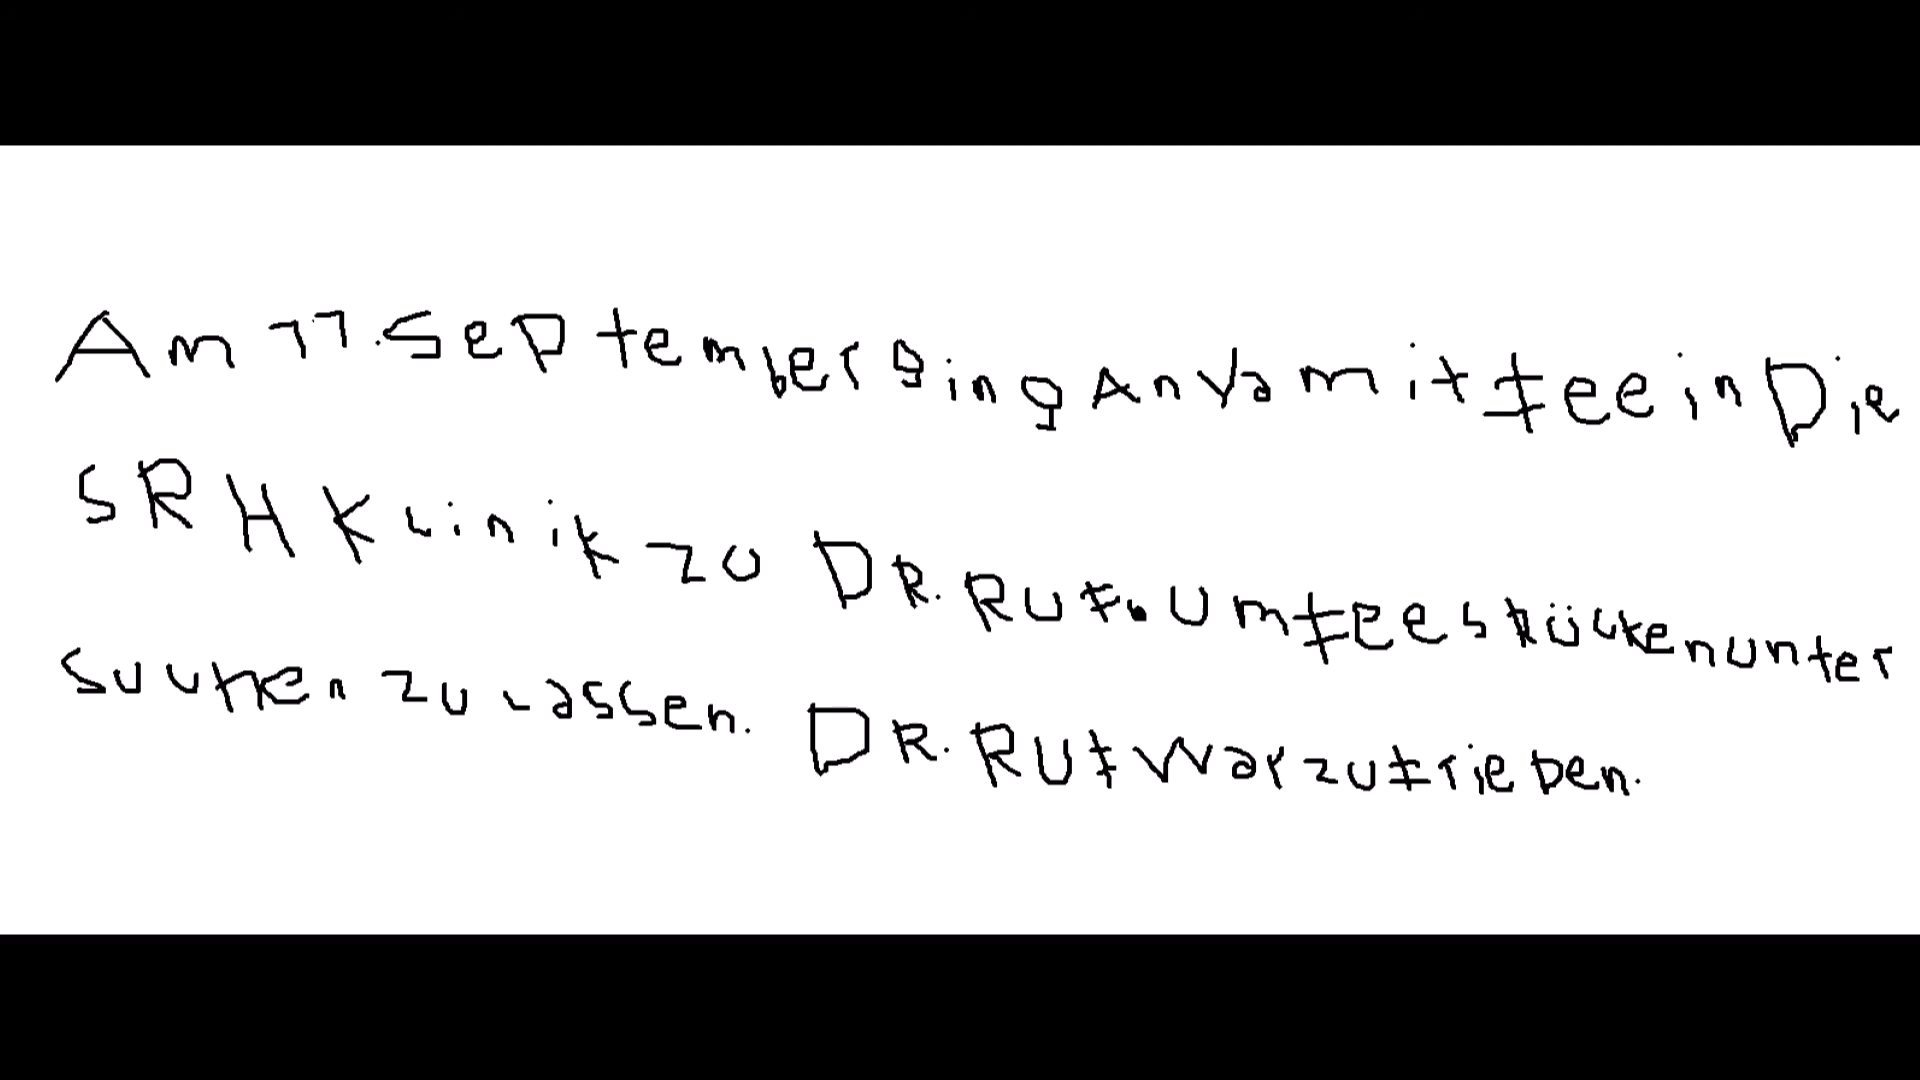 Am 11. September ging Anya mit Fee in Die
SRH Klinik zu DR. RUF. Um Fees Rücken unter
suchen zu lassen. DR. RUF war zufrieden.